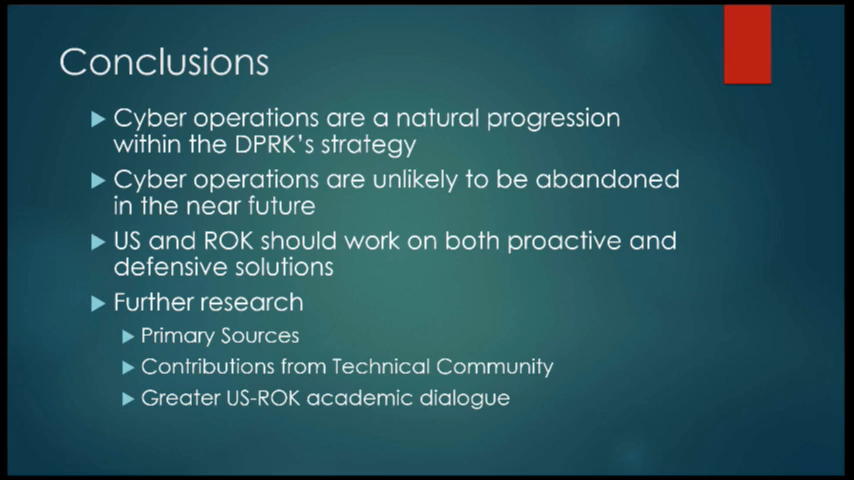 Conclusions
Cyber operations are a natural progression
within the DPRK's strategy
Cyber operations are unlikely to be abandoned
in the near future
US and ROK should work on both proactive and
defensive solutions
Further research
Primary Sources
Contributions from Technical Community
Greater US-ROK academic dialogue